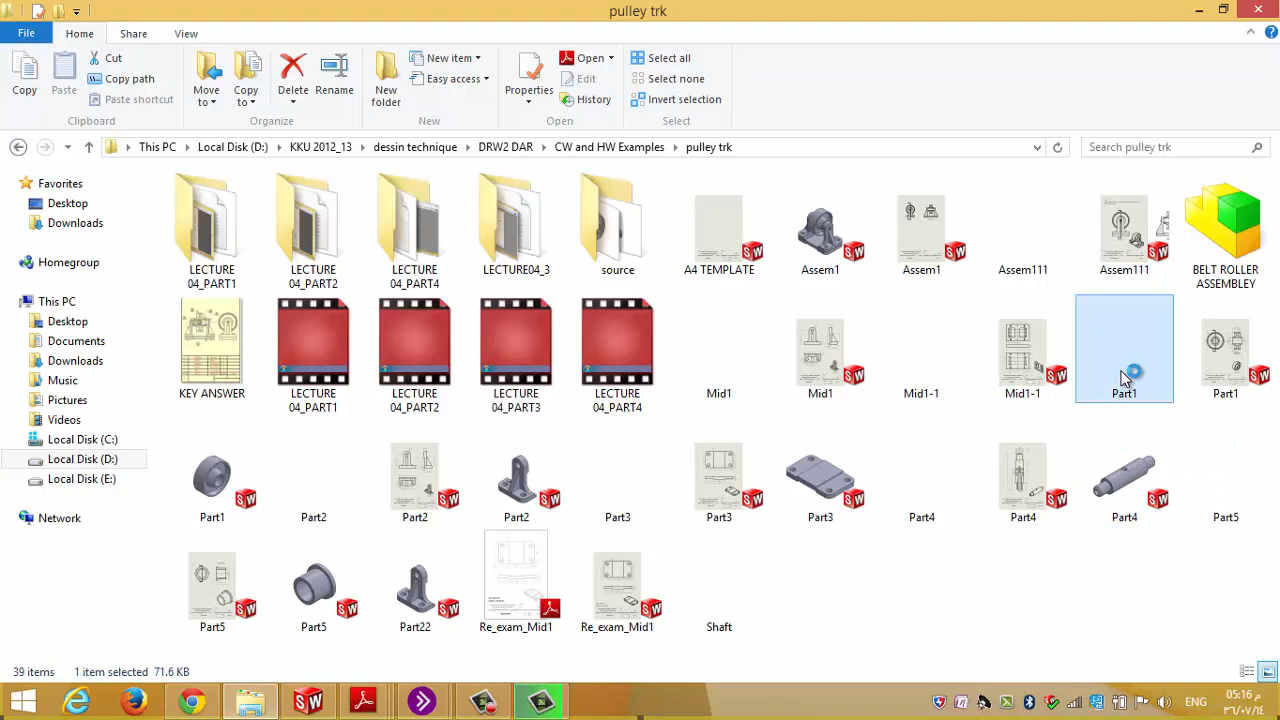 pulley trk
File Home Share View
Copy
Paste
Cut
Copy path
Paste shortcut
Clipboard
Move to
Copy to
Delete
Rename
Organize
New folder
New item
Easy access
New
Properties
Open
Edit
History
Open
Select all
Select none
Invert selection
Select
This PC Local Disk (D:) KKU 2012_13 dessin technique DRW2 DAR CW and HW Examples pulley trk
Search pulley trk
Favorites
Desktop
Downloads
Homegroup
This PC
Desktop
Documents
Downloads
Music
Pictures
Videos
Local Disk (C:)
Local Disk (D:)
Local Disk (E:)
Network
LECTURE 04_PART1
LECTURE 04_PART2
LECTURE 04_PART4
LECTURE04_3
source
A4 TEMPLATE
Assem1
Assem1
Assem111
Assem111
BELT ROLLER ASSEMBLEY
KEY ANSWER
LECTURE 04_PART1
LECTURE 04_PART2
LECTURE 04_PART3
LECTURE 04_PART4
Mid1
Mid1
Mid1-1
Mid1-1
Part1
Part1
Part1
Part2
Part2
Part2
Part3
Part3
Part3
Part4
Part4
Part4
Part5
Part5
Part5
Part22
Re_exam_Mid1
Re_exam_Mid1
Shaft
39 items 1 item selected 71.6 KB
ENG
05:16 م
٣٦/٠٧/١٤